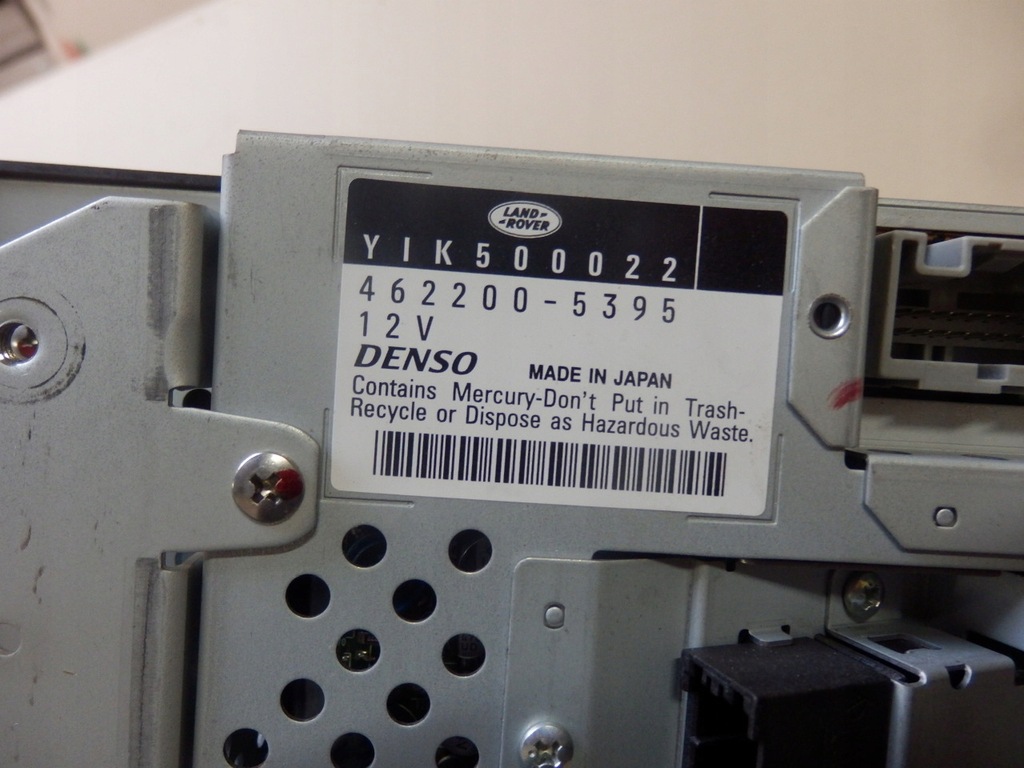 LAND-
-ROVER
YIK500022
462200-5395
12V
DENSO MADE IN JAPAN
Contains Mercury-Don't Put in Trash-
Recycle or Dispose as Hazardous Waste.